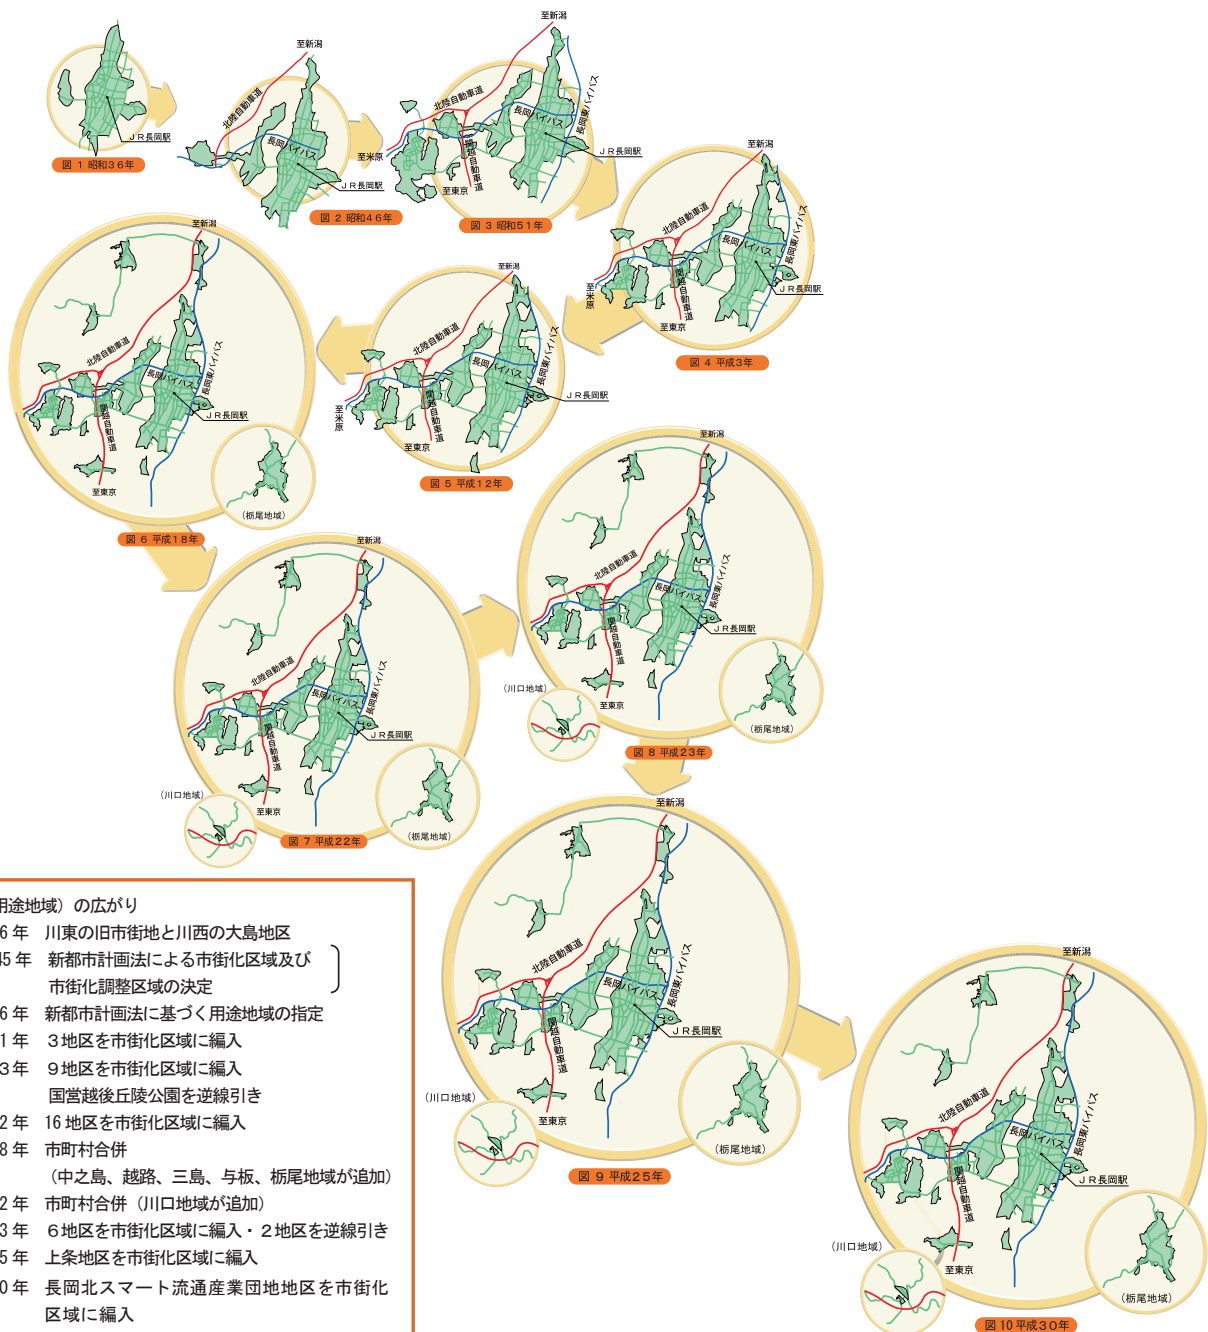 ＪＲ長岡駅
図１ 昭和３６年
至新潟
北陸自動車道
長岡バイパス
ＪＲ長岡駅
図２ 昭和４６年
至新潟
北陸自動車道
長岡バイパス
長岡東バイパス
関越自動車道
至米原
至東京
ＪＲ長岡駅
図３ 昭和５１年
至新潟
北陸自動車道
長岡バイパス
長岡東バイパス
関越自動車道
至米原
至東京
ＪＲ長岡駅
図４ 平成３年
至新潟
北陸自動車道
長岡バイパス
長岡東バイパス
関越自動車道
至米原
至東京
ＪＲ長岡駅
図５ 平成１２年
至新潟
北陸自動車道
長岡バイパス
長岡東バイパス
関越自動車道
ＪＲ長岡駅
至東京
（栃尾地域）
図６ 平成１８年
至新潟
北陸自動車道
長岡バイパス
長岡東バイパス
関越自動車道
ＪＲ長岡駅
（川口地域）
至東京
（栃尾地域）
図７ 平成２２年
至新潟
北陸自動車道
長岡バイパス
長岡東バイパス
関越自動車道
ＪＲ長岡駅
（川口地域）
至東京
（栃尾地域）
図８ 平成２３年
至新潟
北陸自動車道
長岡バイパス
長岡東バイパス
関越自動車道
ＪＲ長岡駅
（川口地域）
至東京
（栃尾地域）
図９ 平成２５年
至新潟
北陸自動車道
長岡バイパス
長岡東バイパス
関越自動車道
ＪＲ長岡駅
（川口地域）
至東京
（栃尾地域）
図10 平成３０年
用途地域）の広がり
6年 川東の旧市街地と川西の大島地区
45年 新都市計画法による市街化区域及び
市街化調整区域の決定
6年 新都市計画法に基づく用途地域の指定
1年 ３地区を市街化区域に編入
3年 ９地区を市街化区域に編入
国営越後丘陵公園を逆線引き
2年 16地区を市街化区域に編入
8年 市町村合併
（中之島、越路、三島、与板、栃尾地域が追加）
2年 市町村合併（川口地域が追加）
3年 ６地区を市街化区域に編入・２地区を逆線引き
5年 上条地区を市街化区域に編入
0年 長岡北スマート流通産業団地地区を市街化
区域に編入